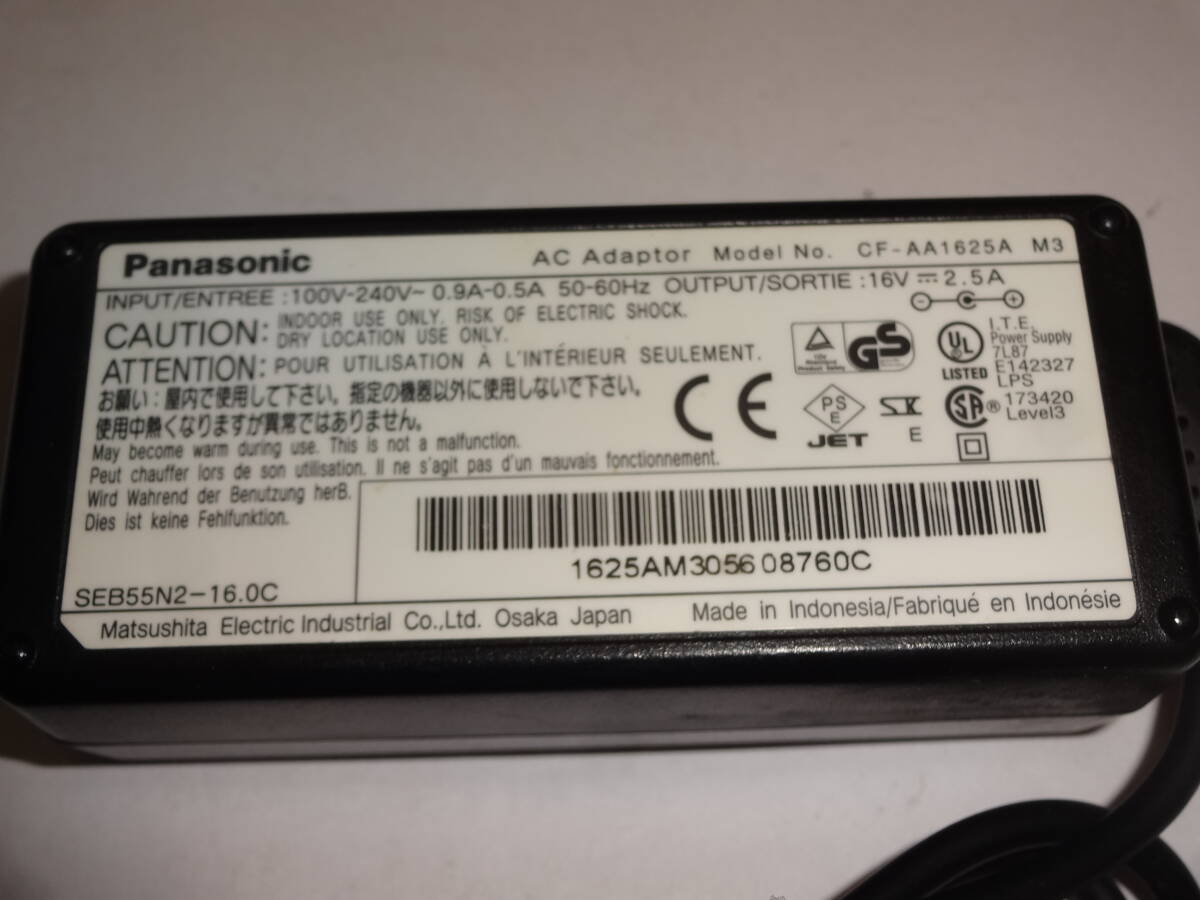 Panasonic AC Adaptor Model No. CF-AA1625A M3
INPUT/ENTREE :100V-240V~ 0.9A-0.5A 50-60Hz OUTPUT/SORTIE :16V ⎓ 2.5A
CAUTION: INDOOR USE ONLY. RISK OF ELECTRIC SHOCK.
DRY LOCATION USE ONLY.
ATTENTION: POUR UTILISATION À L'INTÉRIEUR SEULEMENT.
お願い:屋内で使用して下さい。指定の機器以外に使用しないで下さい。
使用中熱くなりますが異常ではありません。
May become warm during use. This is not a malfunction.
Peut chauffer lors de son utilisation. Il ne s'agit pas d'un mauvais fonctionnement.
Wird Wahrend der Benutzung herB.
Dies ist keine Fehlfunktion.
TÜV
Product Safety
GS
CE
PS
E
JET
E
UL
LISTED
I.T.E.
Power Supply
7L87
E142327
LPS
SA ® 173420
Level3
1625AM305608760C
SEB55N2-16.0C
Matsushita Electric Industrial Co.,Ltd. Osaka Japan Made in Indonesia/Fabriqué en Indonésie